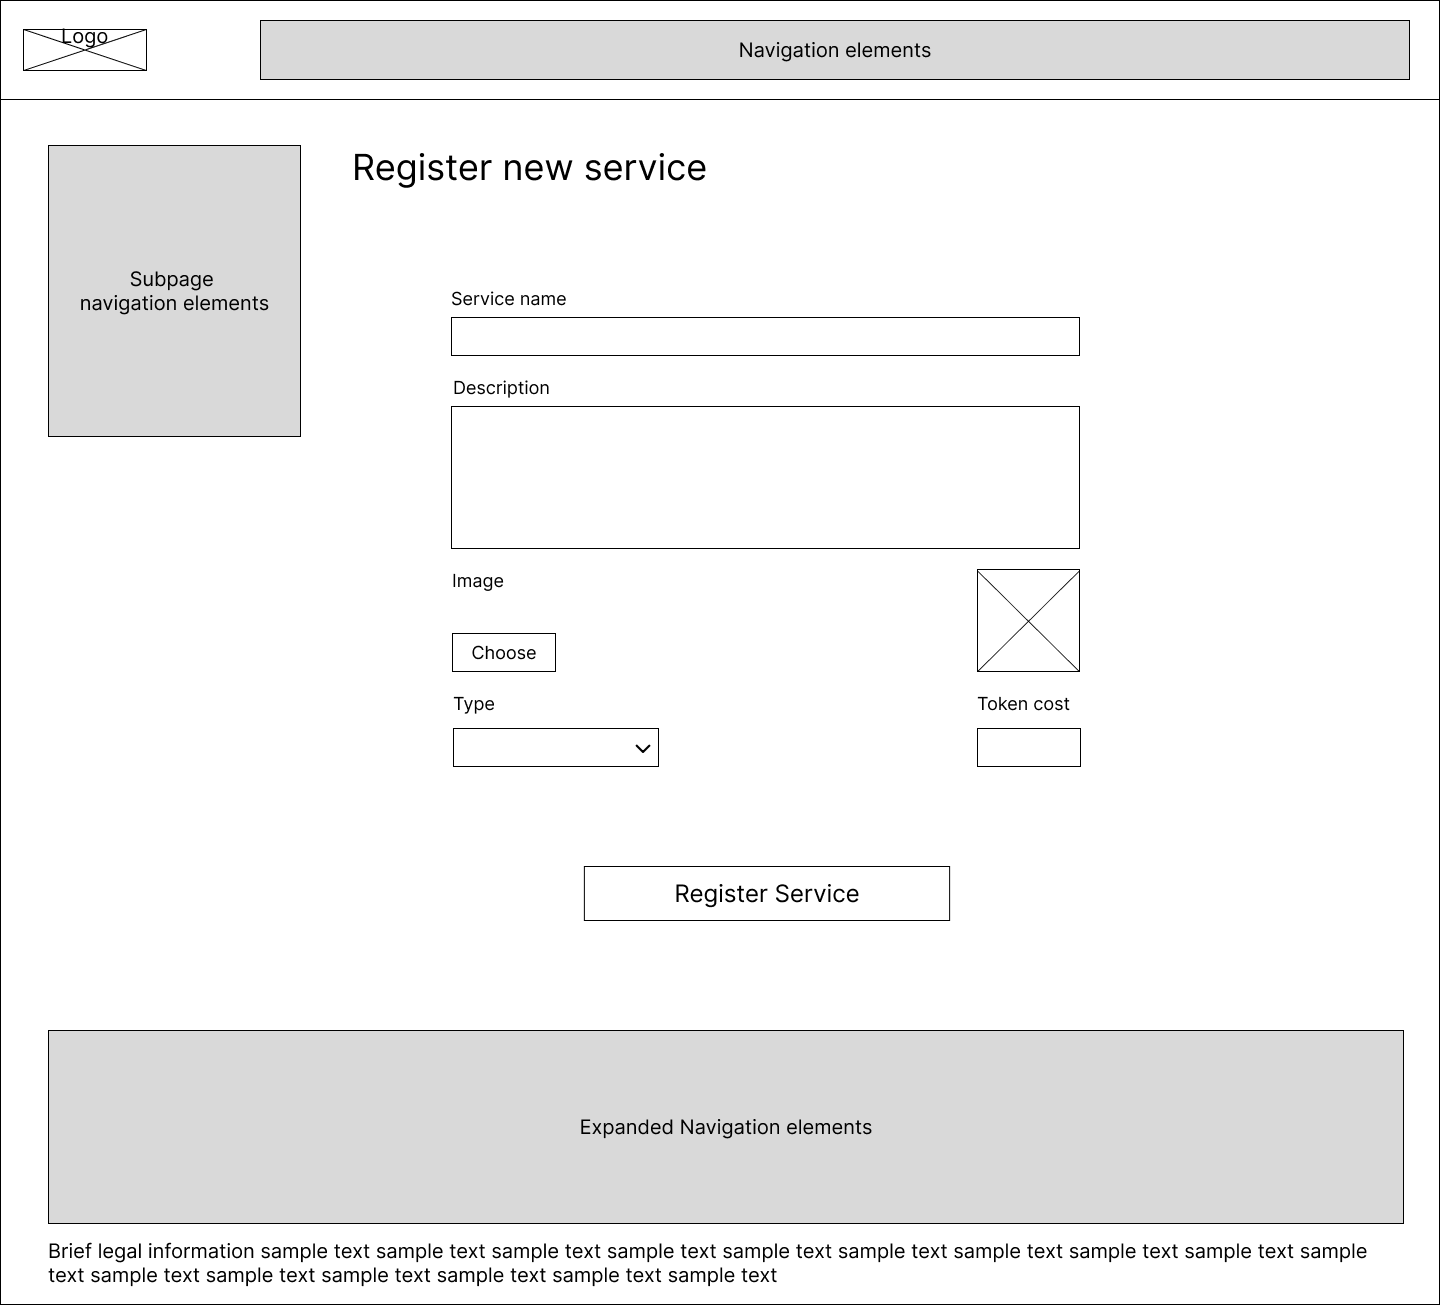 Logo
Navigation elements
Register new service
Subpage
navigation elements
Service name
Description
Image
Choose
Type
Token cost
Register Service
Expanded Navigation elements
Brief legal information sample text sample text sample text sample text sample text sample text sample text sample text sample text sample
text sample text sample text sample text sample text sample text sample text